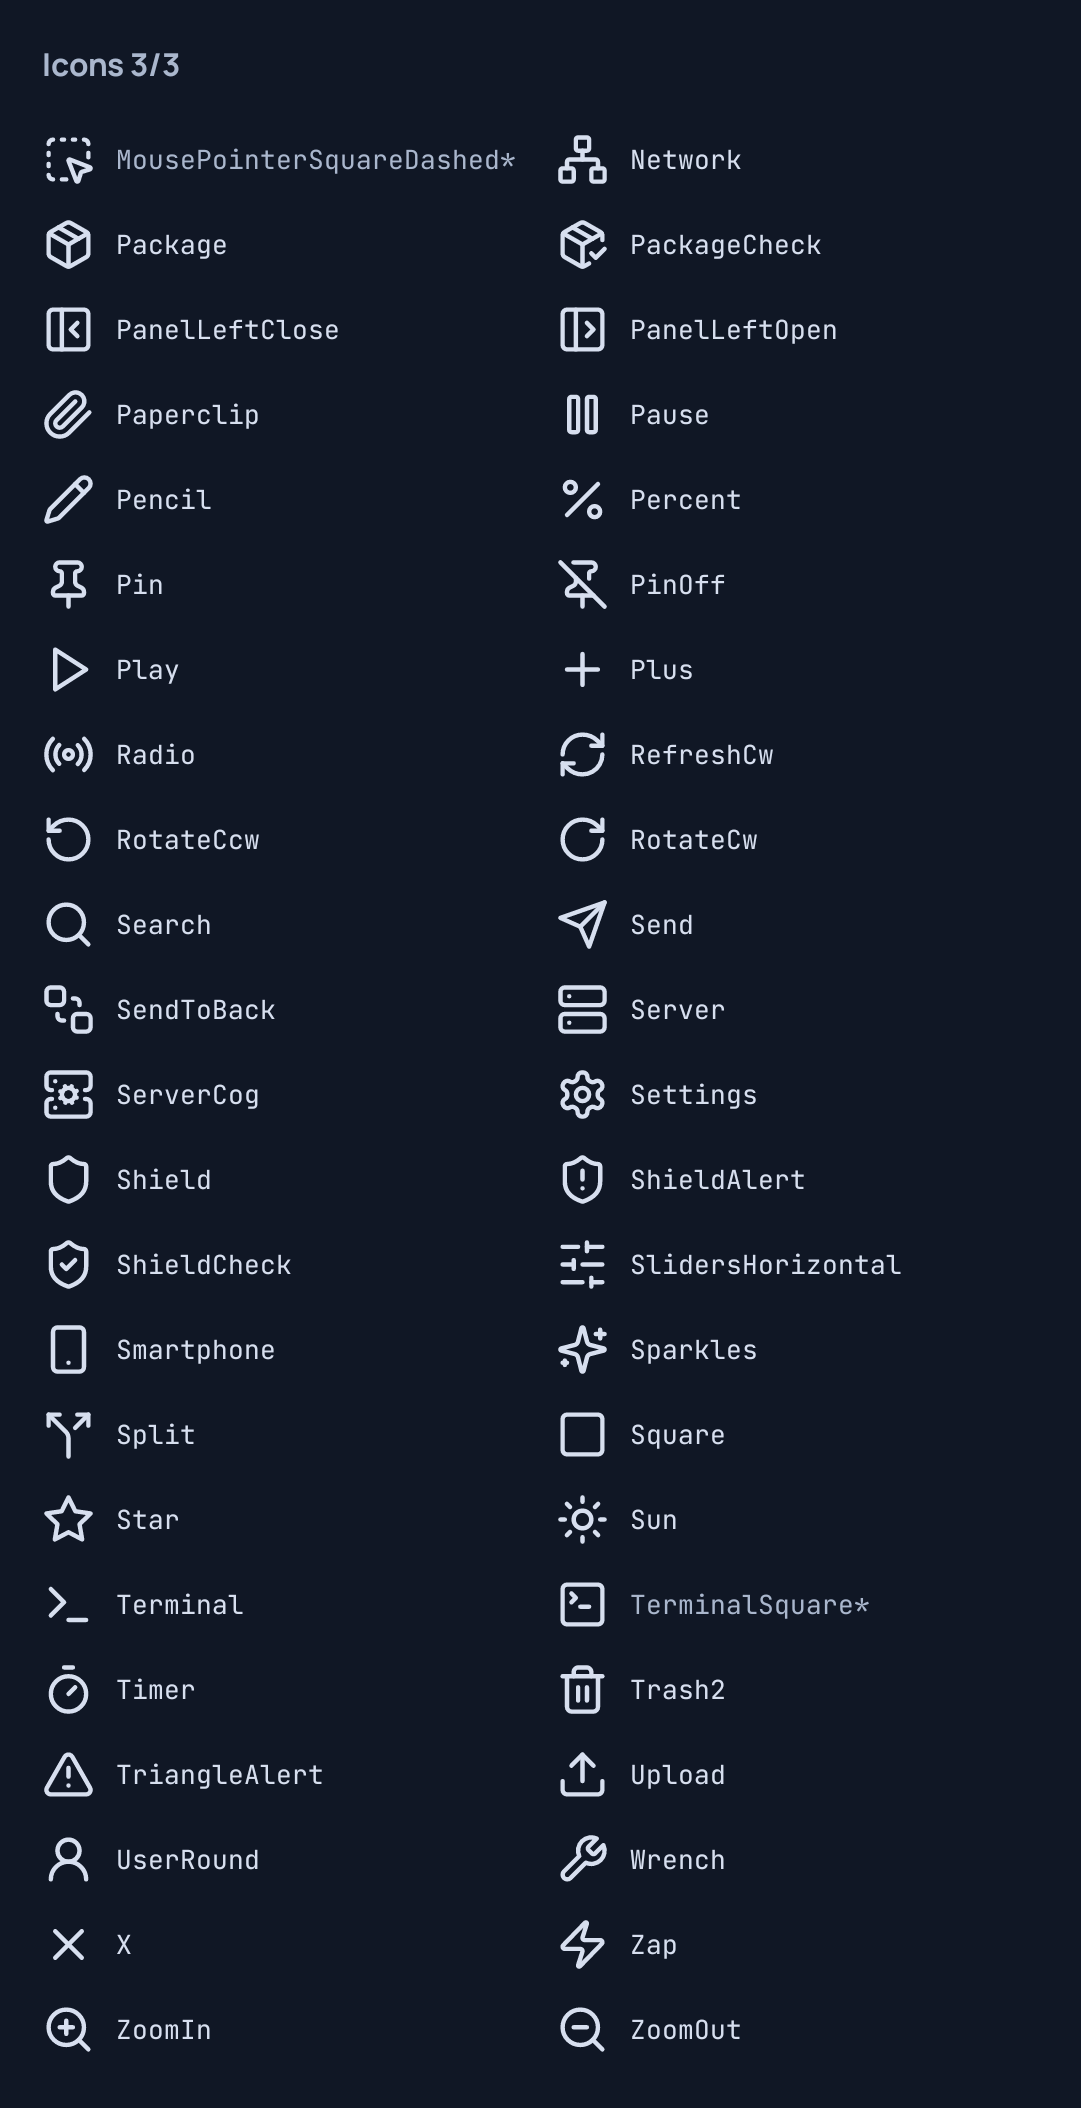 Icons 3/3
MousePointerSquareDashed*
Network
Package
PackageCheck
PanelLeftClose
PanelLeftOpen
Paperclip
Pause
Pencil
Percent
Pin
PinOff
Play
Plus
Radio
RefreshCw
RotateCcw
RotateCw
Search
Send
SendToBack
Server
ServerCog
Settings
Shield
ShieldAlert
ShieldCheck
SlidersHorizontal
Smartphone
Sparkles
Split
Square
Star
Sun
Terminal
TerminalSquare*
Timer
Trash2
TriangleAlert
Upload
UserRound
Wrench
X
Zap
ZoomIn
ZoomOut